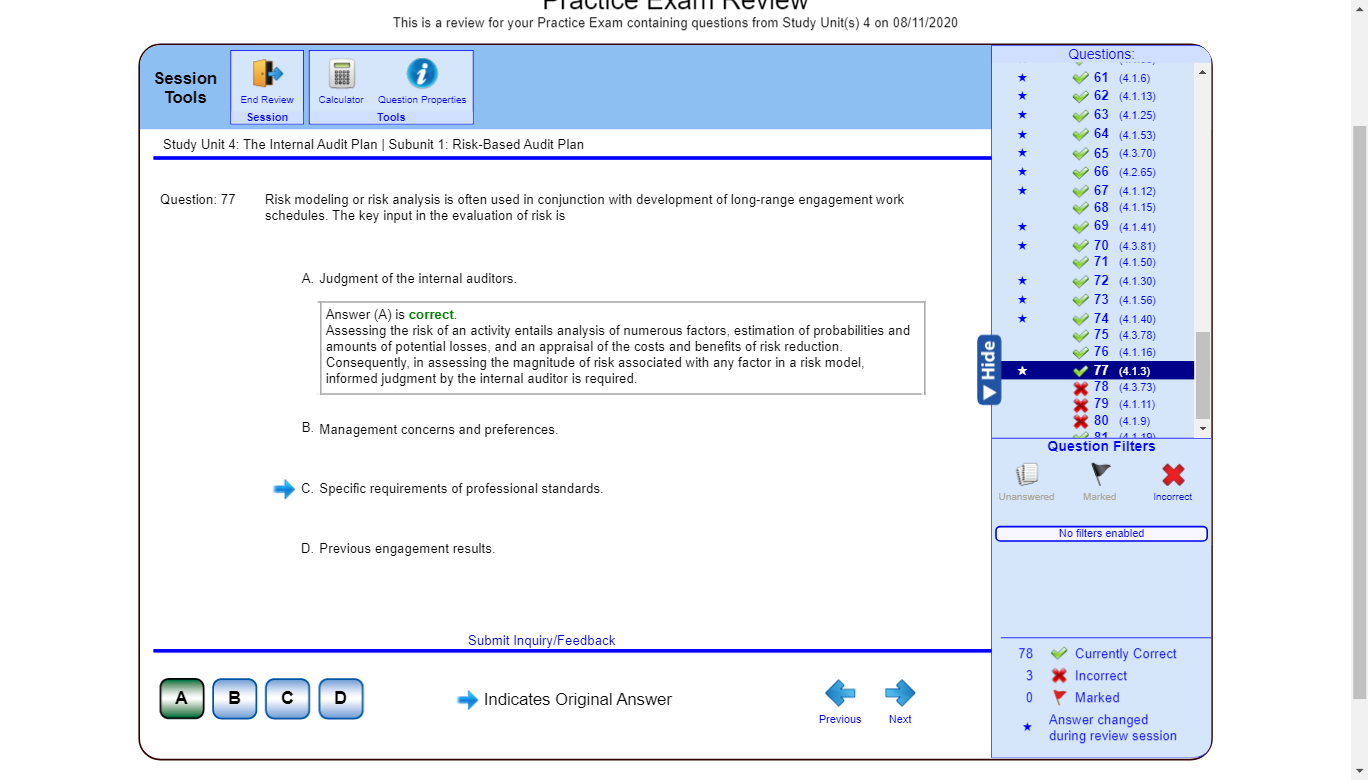 Practice Exam Review
This is a review for your Practice Exam containing questions from Study Unit(s) 4 on 08/11/2020
Session
Tools
End Review
Session
Calculator
Question Properties
Tools
Study Unit 4: The Internal Audit Plan | Subunit 1: Risk-Based Audit Plan
Question: 77
Risk modeling or risk analysis is often used in conjunction with development of long-range engagement work
schedules. The key input in the evaluation of risk is
A. Judgment of the internal auditors.
Answer (A) is correct.
Assessing the risk of an activity entails analysis of numerous factors, estimation of probabilities and
amounts of potential losses, and an appraisal of the costs and benefits of risk reduction.
Consequently, in assessing the magnitude of risk associated with any factor in a risk model,
informed judgment by the internal auditor is required.
B. Management concerns and preferences.
C. Specific requirements of professional standards.
D. Previous engagement results.
Submit Inquiry/Feedback
A
B
C
D
Indicates Original Answer
Previous
Next
Hide
Questions:
61 (4.1.6)
62 (4.1.13)
63 (4.1.25)
64 (4.1.53)
65 (4.3.70)
66 (4.2.65)
67 (4.1.12)
68 (4.1.15)
69 (4.1.41)
70 (4.3.81)
71 (4.1.50)
72 (4.1.30)
73 (4.1.56)
74 (4.1.40)
75 (4.3.78)
76 (4.1.16)
77 (4.1.3)
78 (4.3.73)
79 (4.1.11)
80 (4.1.9)
81 (4.1.19)
Question Filters
Unanswered
Marked
Incorrect
No filters enabled
78 Currently Correct
3 Incorrect
0 Marked
Answer changed
during review session